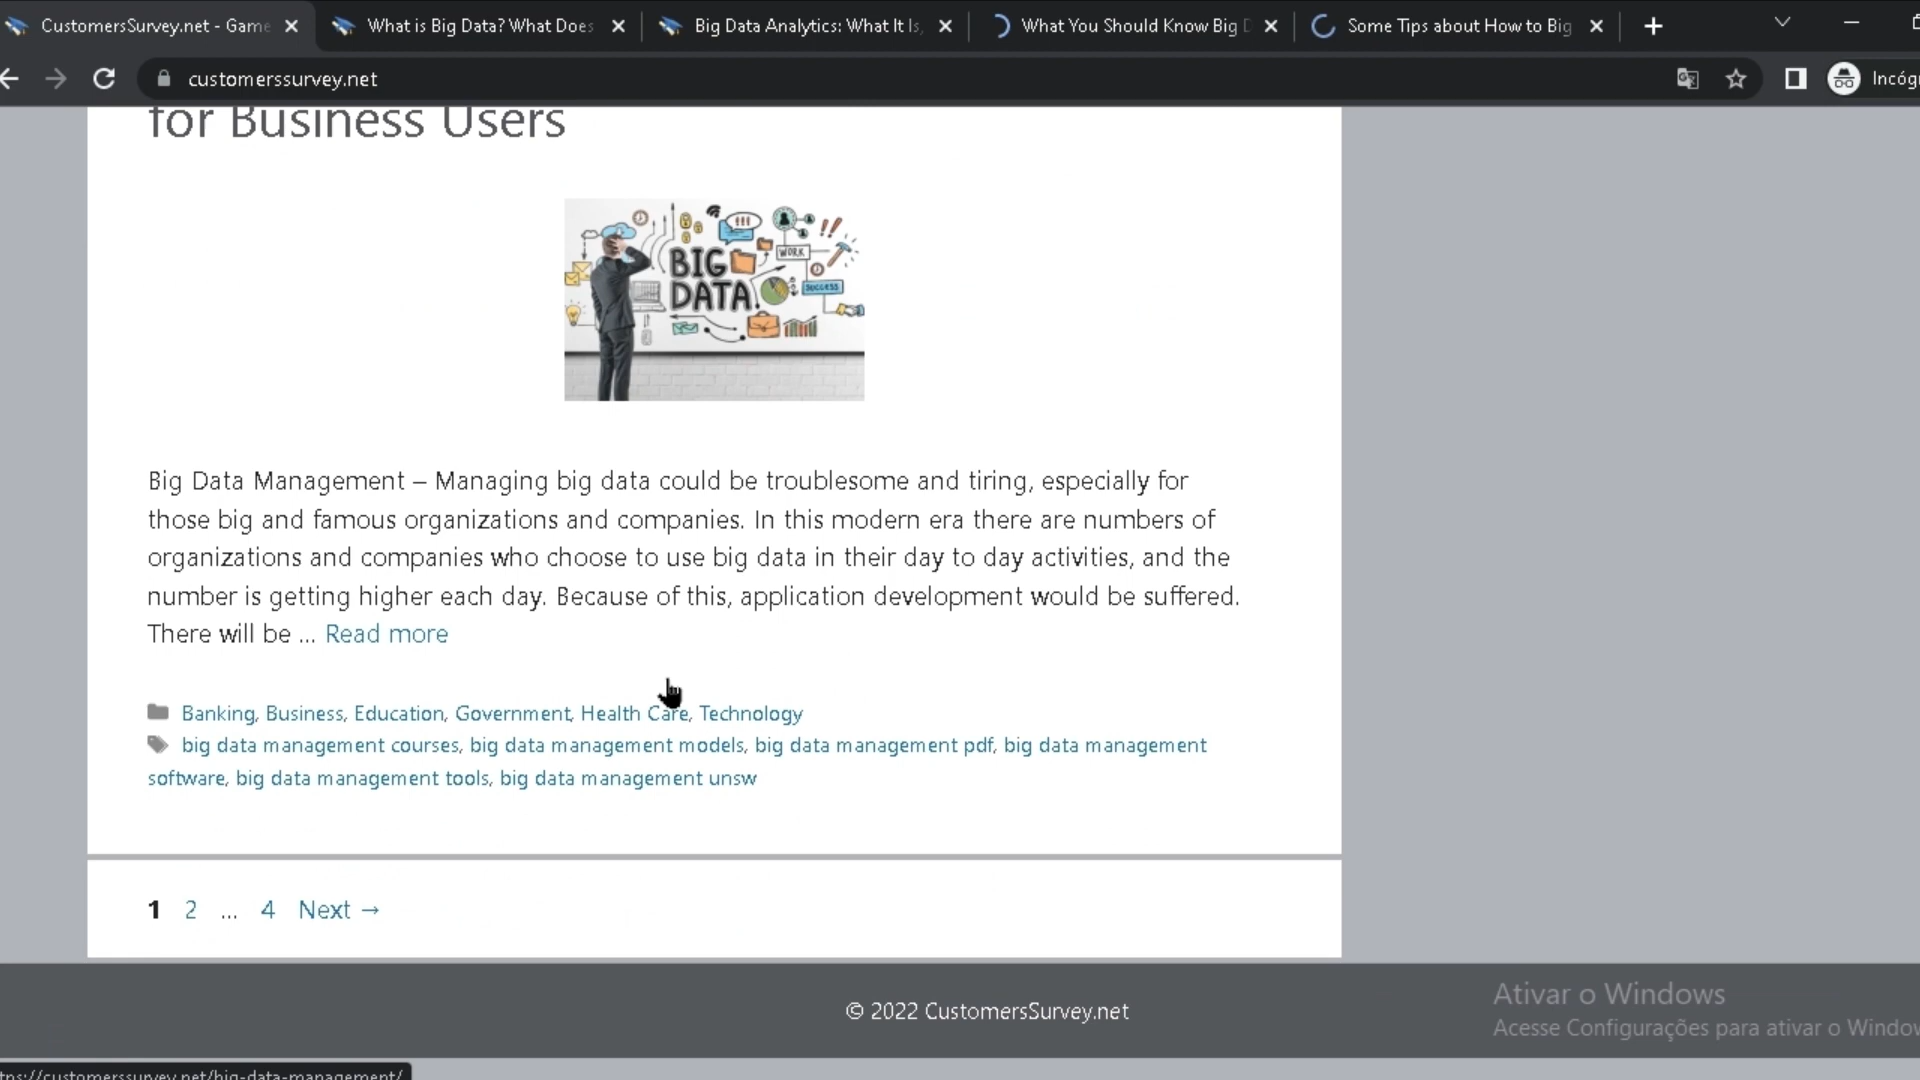 CustomersSurvey.net - Game
What is Big Data? What Does
Big Data Analytics: What It Is,
What You Should Know Big D
Some Tips about How to Big
customerssurvey.net
Incóg
for Business Users
WORK
BIG
DATA
SUCCESS
Big Data Management – Managing big data could be troublesome and tiring, especially for
those big and famous organizations and companies. In this modern era there are numbers of
organizations and companies who choose to use big data in their day to day activities, and the
number is getting higher each day. Because of this, application development would be suffered.
There will be ... Read more
Banking, Business, Education, Government, Health Care, Technology
big data management courses, big data management models, big data management pdf, big data management
software, big data management tools, big data management unsw
1 2 ... 4 Next →
© 2022 CustomersSurvey.net
Ativar o Windows
Acesse Configurações para ativar o Window
tps://customerssurvey.net/big-data-management/